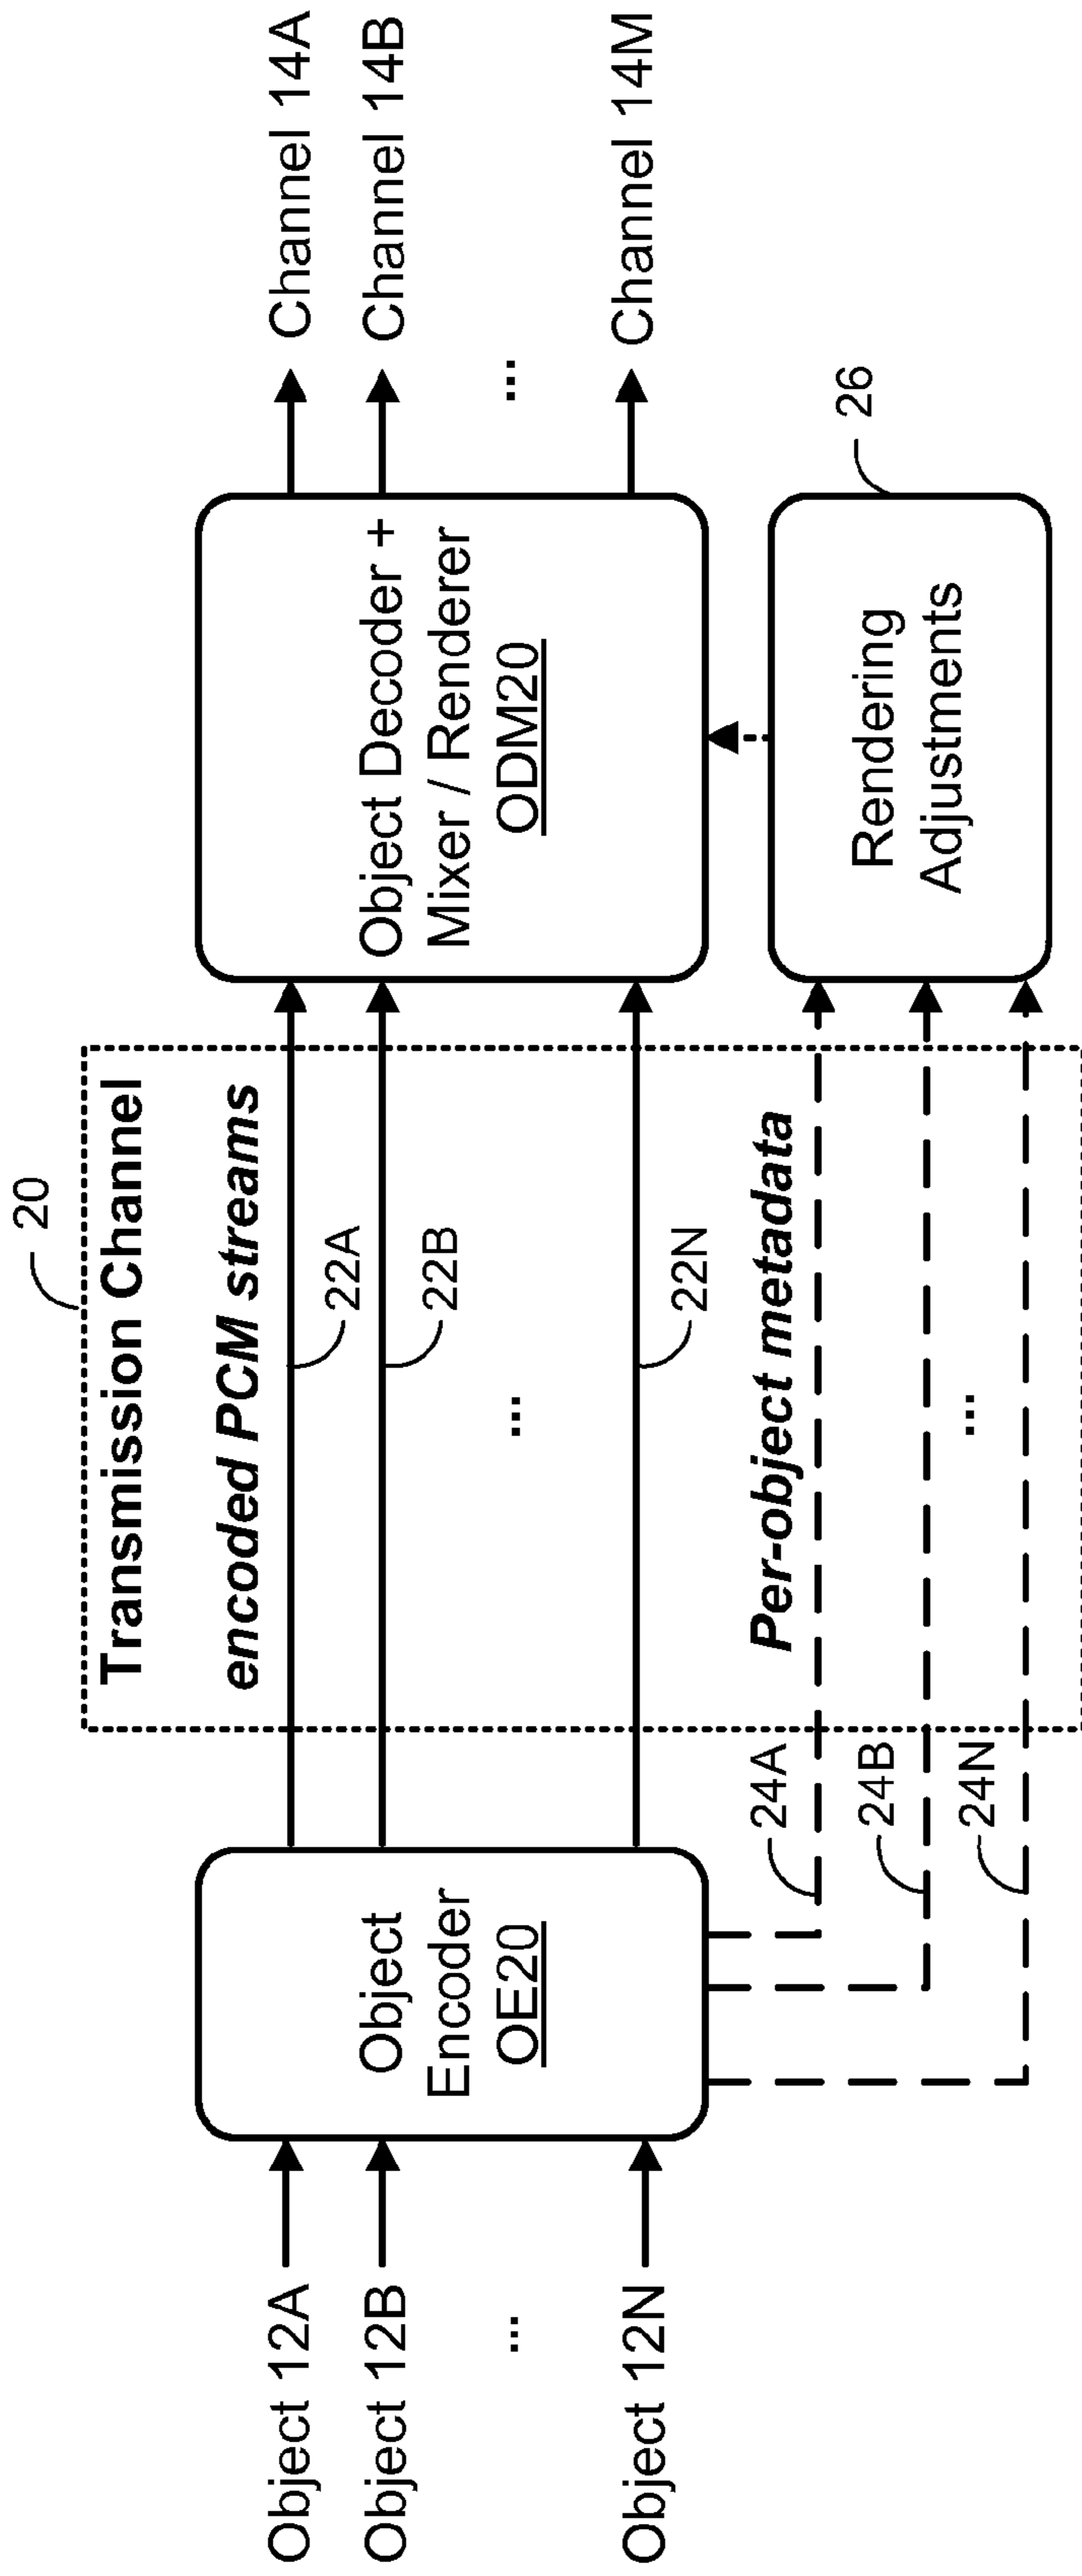 20
Transmission Channel
encoded PCM streams
Object 12A
Object 12B
...
Object 12N
Object
Encoder
OE20
22A
22B
...
22N
Object Decoder +
Mixer / Renderer
ODM20
Channel 14A
Channel 14B
...
Channel 14M
Per-object metadata
24A
24B
...
24N
Rendering
Adjustments
26